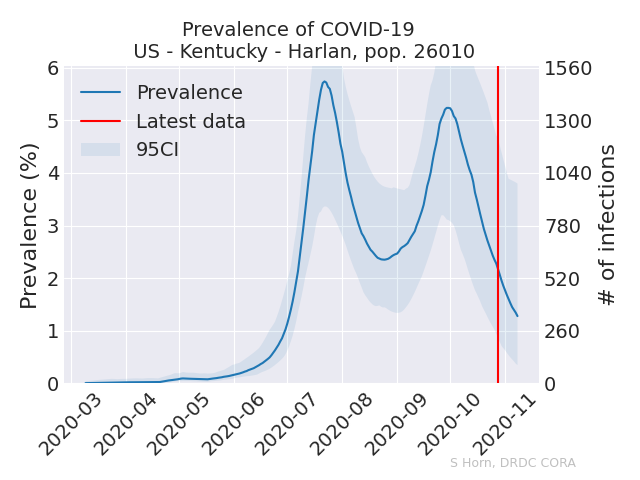 Prevalence of COVID-19
US - Kentucky - Harlan, pop. 26010
Prevalence
Latest data
95CI
Prevalence (%)
6
5
4
3
2
1
0
1560
1300
1040
780
520
260
0
# of infections
2020-03
2020-04
2020-05
2020-06
2020-07
2020-08
2020-09
2020-10
2020-11
S Horn, DRDC CORA